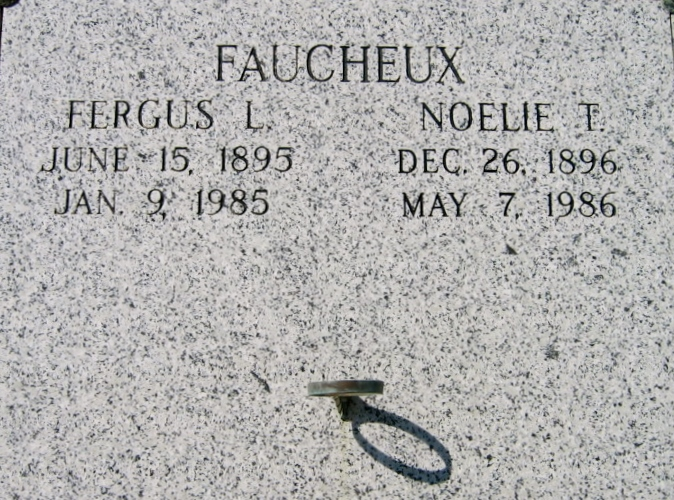 FAUCHEUX
FERGUS L. NOELIE T.
JUNE 15, 1895 DEC. 26, 1896
JAN. 9, 1985 MAY 7, 1986